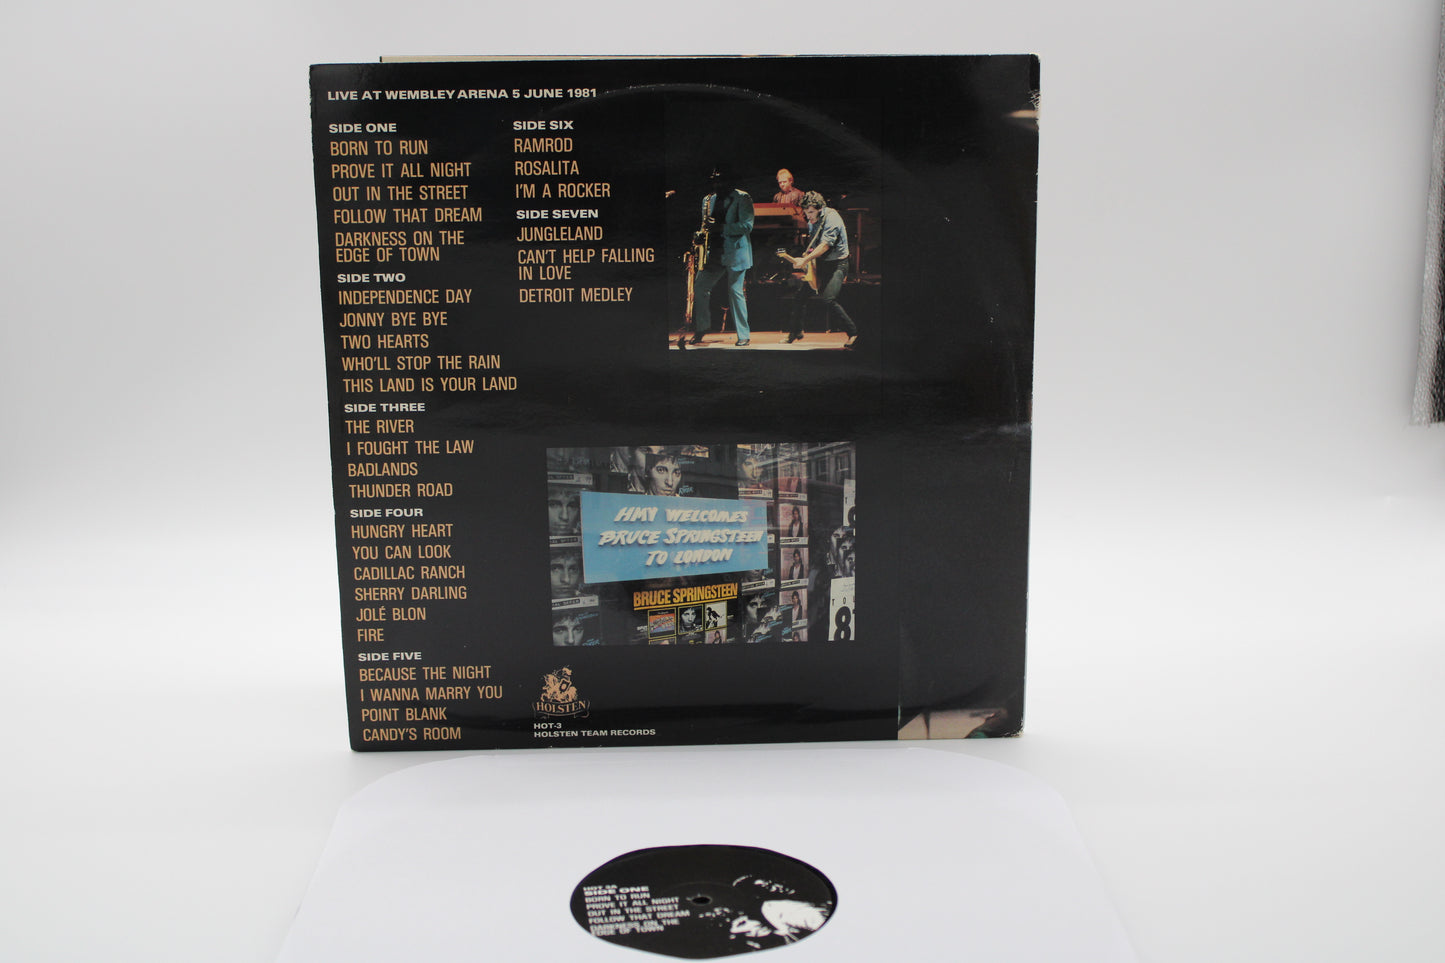 LIVE AT WEMBLEY ARENA 5 JUNE 1981
SIDE ONE
BORN TO RUN
PROVE IT ALL NIGHT
OUT IN THE STREET
FOLLOW THAT DREAM
DARKNESS ON THE
EDGE OF TOWN
SIDE TWO
INDEPENDENCE DAY
JONNY BYE BYE
TWO HEARTS
WHO'LL STOP THE RAIN
THIS LAND IS YOUR LAND
SIDE THREE
THE RIVER
I FOUGHT THE LAW
BADLANDS
THUNDER ROAD
SIDE FOUR
HUNGRY HEART
YOU CAN LOOK
CADILLAC RANCH
SHERRY DARLING
JOLÉ BLON
FIRE
SIDE FIVE
BECAUSE THE NIGHT
I WANNA MARRY YOU
POINT BLANK
CANDY'S ROOM
SIDE SIX
RAMROD
ROSALITA
I'M A ROCKER
SIDE SEVEN
JUNGLELAND
CAN'T HELP FALLING
IN LOVE
DETROIT MEDLEY
HMV WELCOMES
BRUCE SPRINGSTEEN
TO LONDON
BRUCE SPRINGSTEEN
8
HOLSTEN
HOT-3
HOLSTEN TEAM RECORDS
HOT 3A
SIDE ONE
BORN TO RUN
PROVE IT ALL NIGHT
OUT IN THE STREET
FOLLOW THAT DREAM
DARKNESS ON THE
EDGE OF TOWN